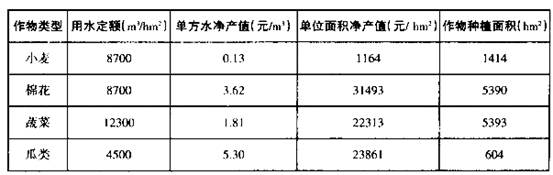 作物类型 用水定额(m³/hm²) 单方水净产值(元/m³) 单位面积净产值(元/ hm²) 作物种植面积(hm²)
小麦 8700 0.13 1164 1414
棉花 8700 3.62 31493 5390
蔬菜 12300 1.81 22313 5393
瓜类 4500 5.30 23861 604